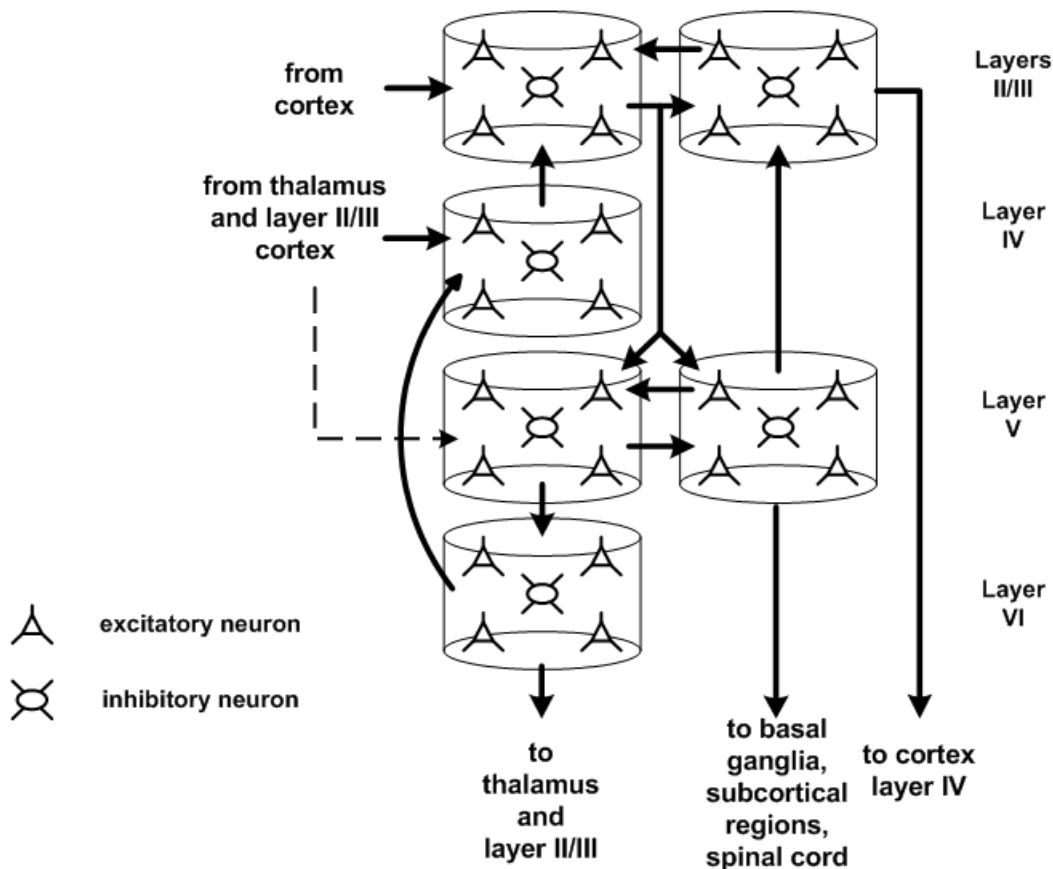 from
cortex
Layers
II/III
from thalamus
and layer II/III
cortex
Layer
IV
Layer
V
Layer
VI
excitatory neuron
inhibitory neuron
to
thalamus
and
layer II/III
to basal
ganglia,
subcortical
regions,
spinal cord
to cortex
layer IV